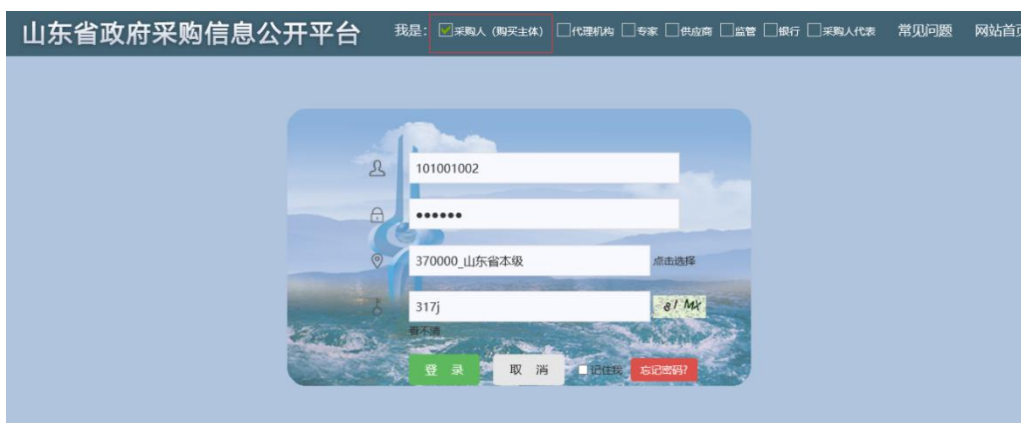 山东省政府采购信息公开平台 我是: 采购人（购买主体） 代理机构 专家 供应商 监管 银行 采购人代表 常见问题 网站首页
101001002
••••••
370000_山东省本级 点击选择
317j 81MX
看不清
登 录 取 消 记住我 忘记密码?